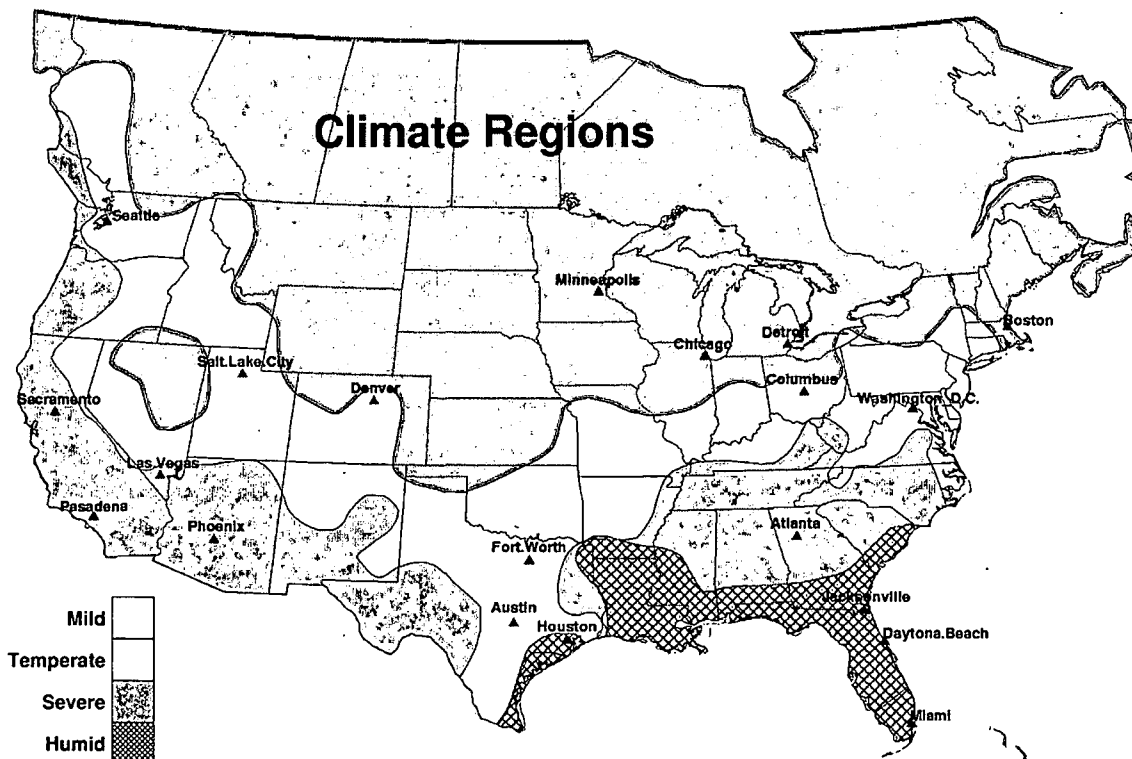 Climate Regions
Seattle
Minneapolis
Boston
Detroit
Chicago
Salt.Lake.City
Denver
Columbus
Sacramento
Washington, D.C.
Las.Vegas
Pasadena
Phoenix
Atlanta
Fort.Worth
Jacksonville
Austin
Houston
Daytona.Beach
Miami
Mild
Temperate
Severe
Humid